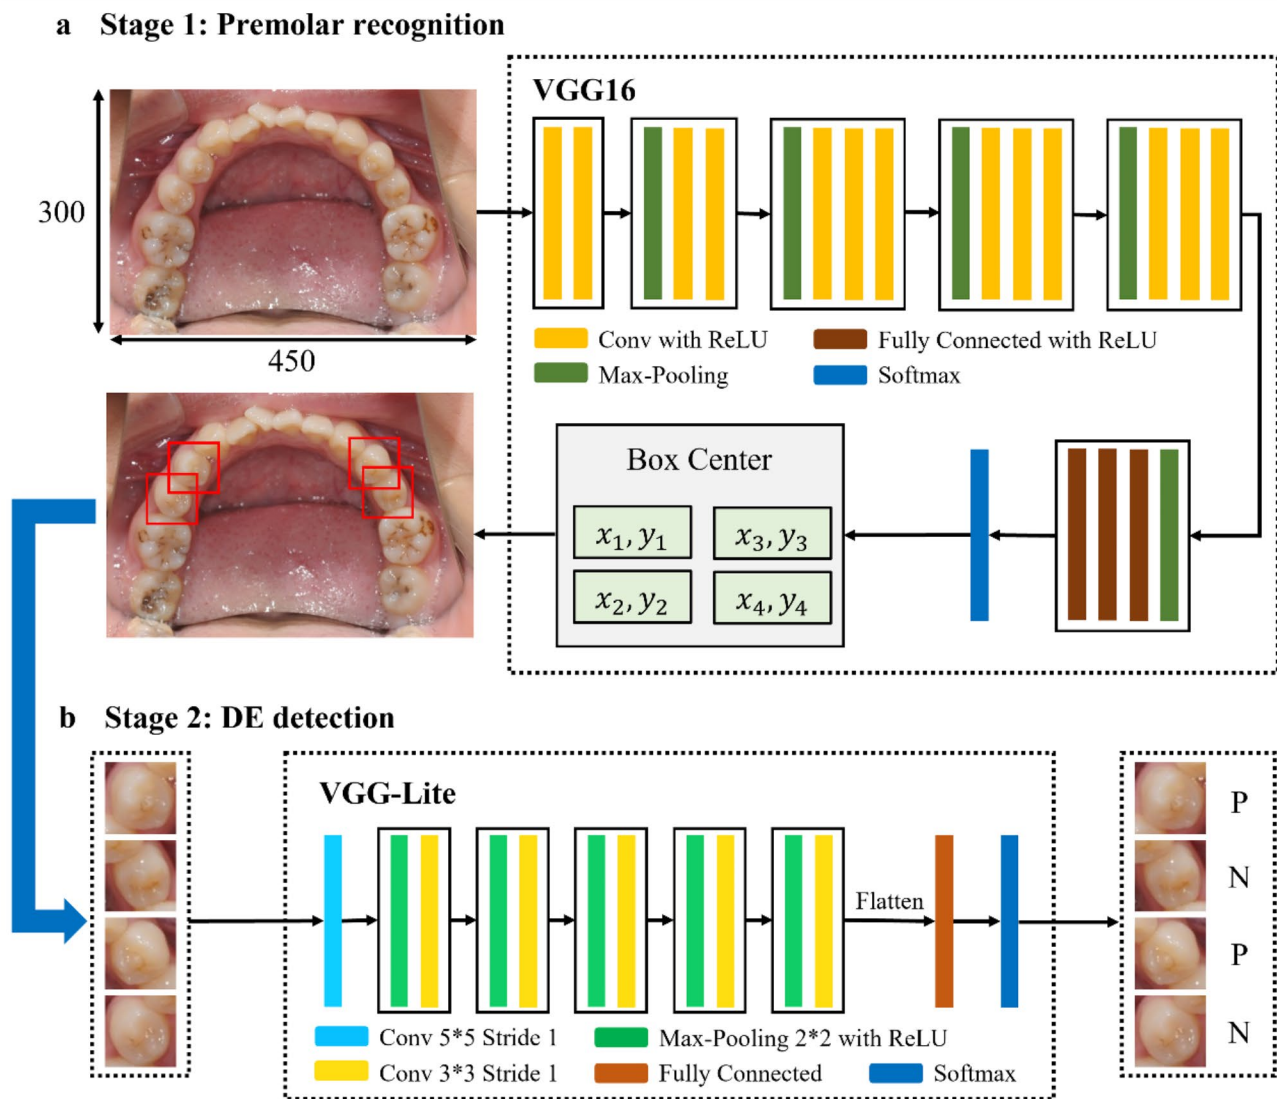 a Stage 1: Premolar recognition
VGG16
300
450
Conv with ReLU
Fully Connected with ReLU
Max-Pooling
Softmax
Box Center
x₁, y₁
x₃, y₃
x₂, y₂
x₄, y₄
b Stage 2: DE detection
VGG-Lite
Flatten
Conv 5*5 Stride 1
Max-Pooling 2*2 with ReLU
Conv 3*3 Stride 1
Fully Connected
Softmax
P
N
P
N